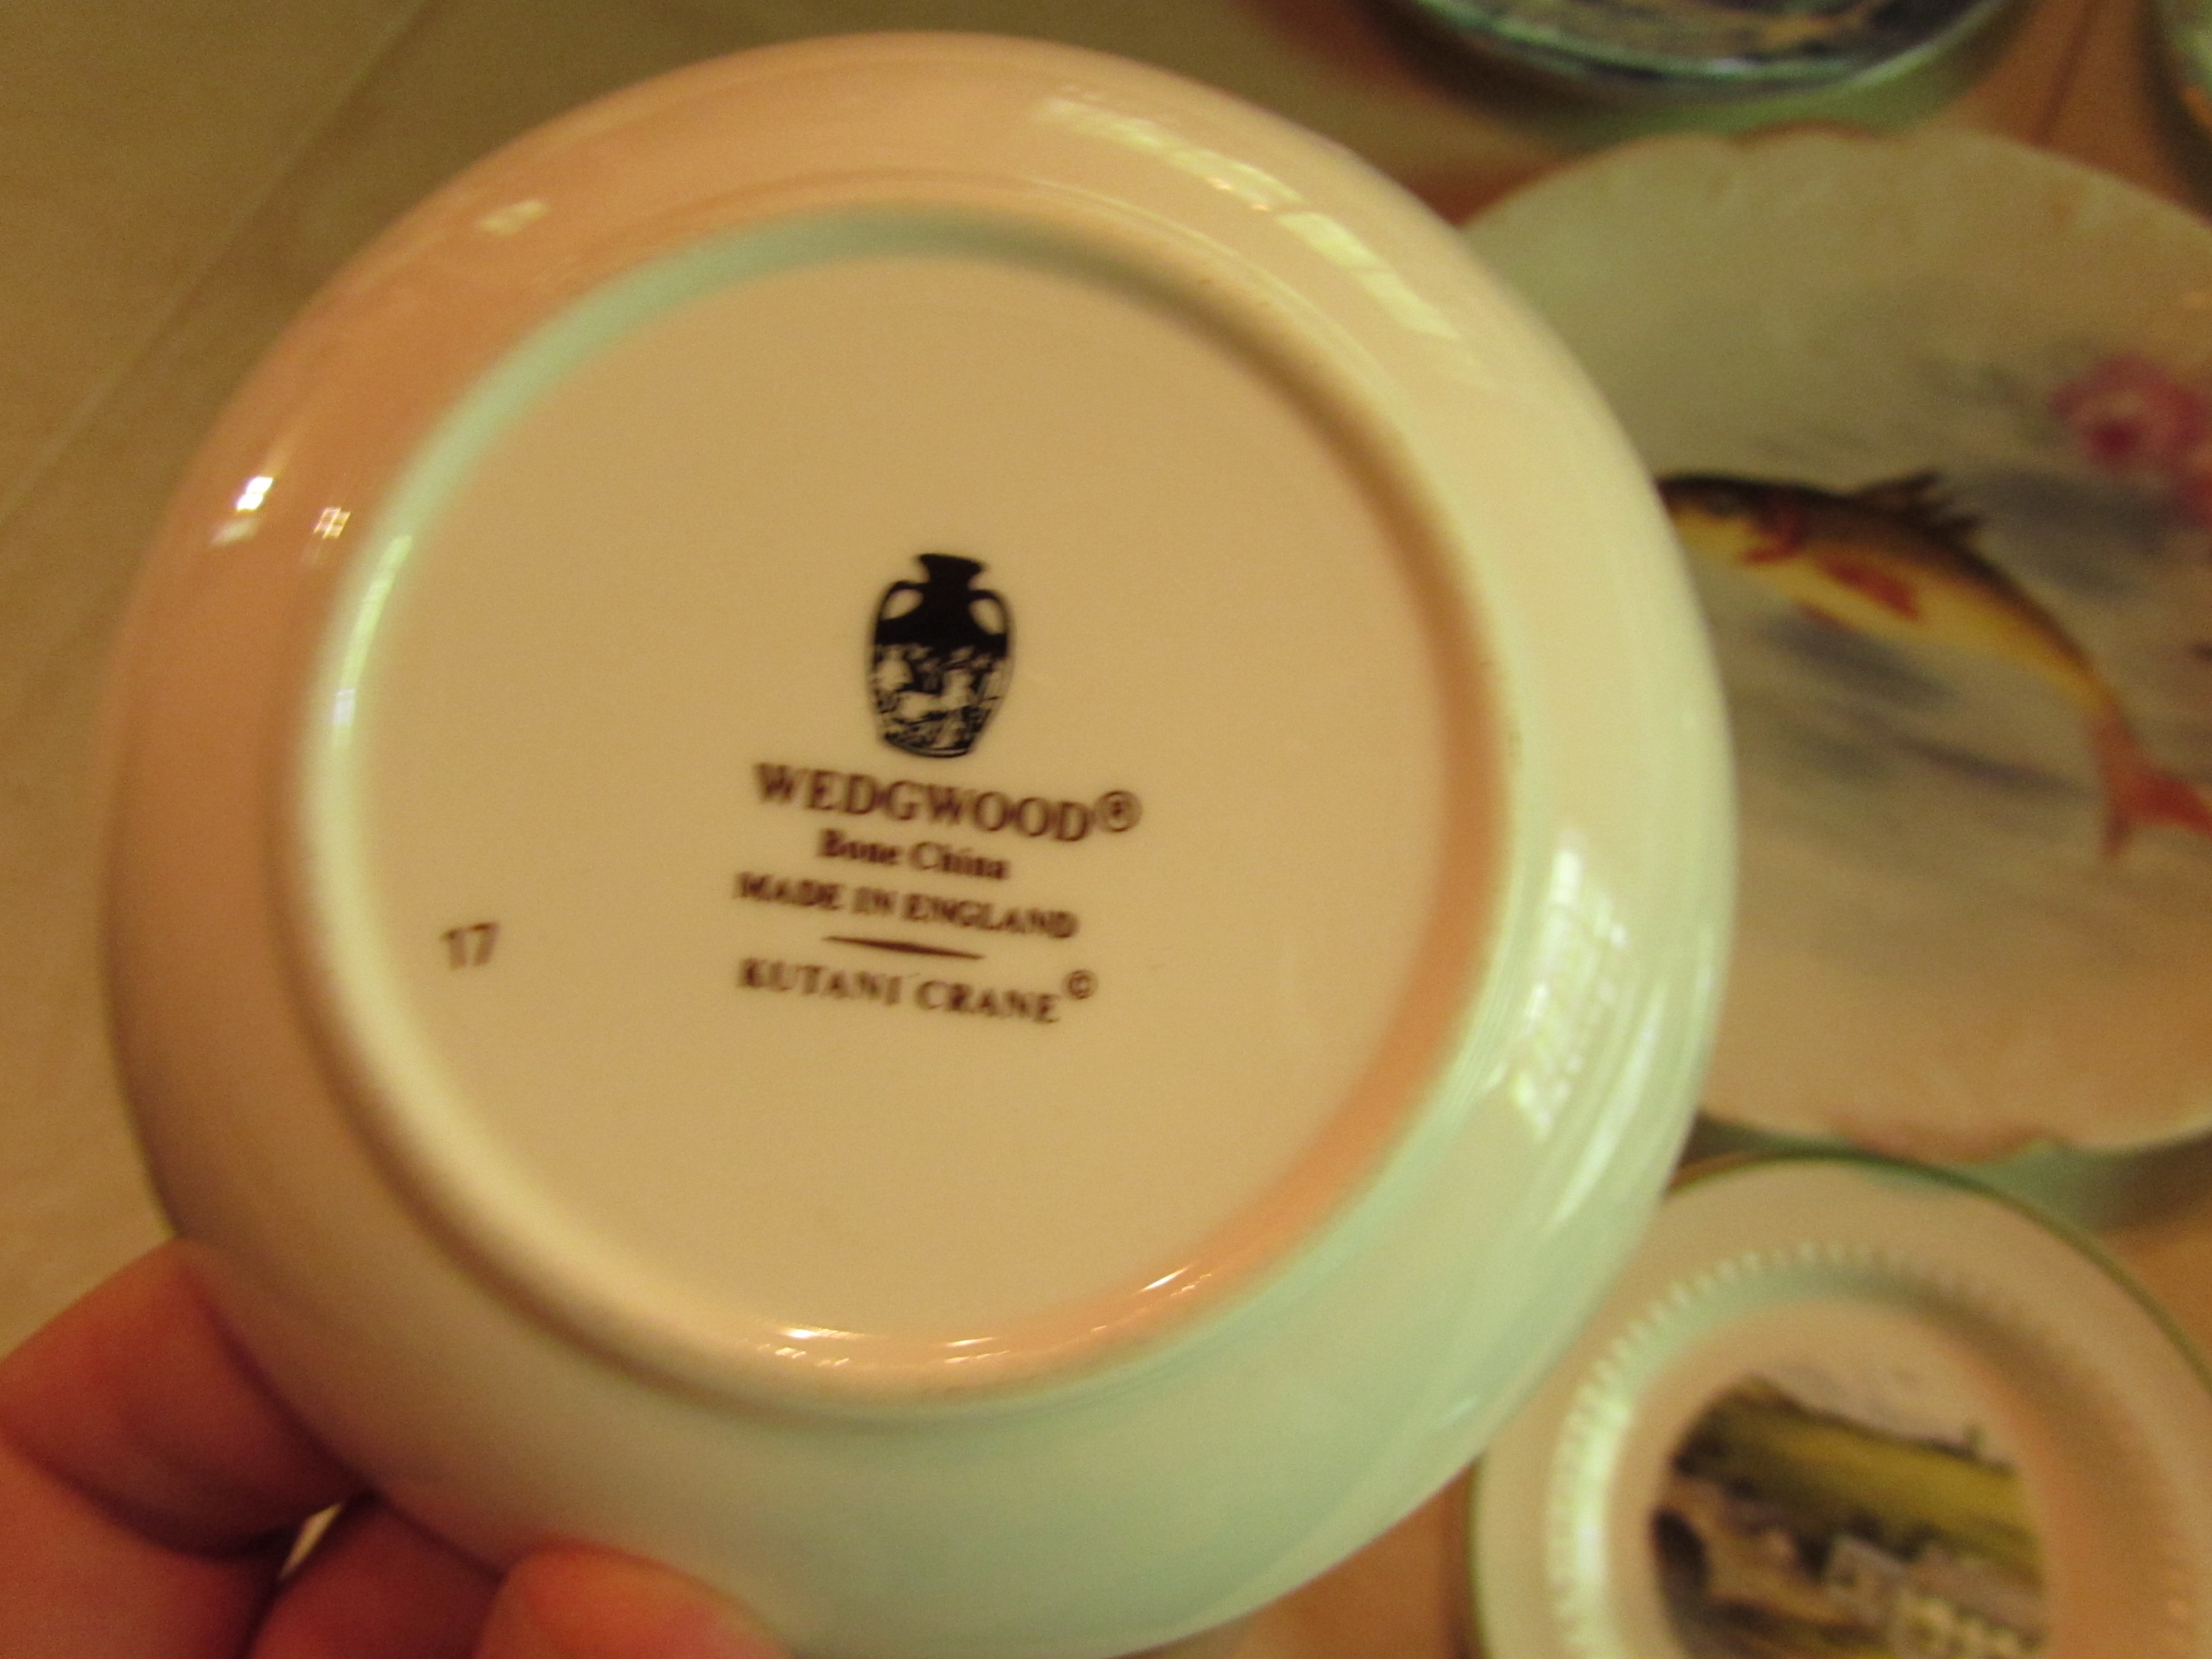 WEDGWOOD®
Bone China
MADE IN ENGLAND
KUTANI CRANE©
17